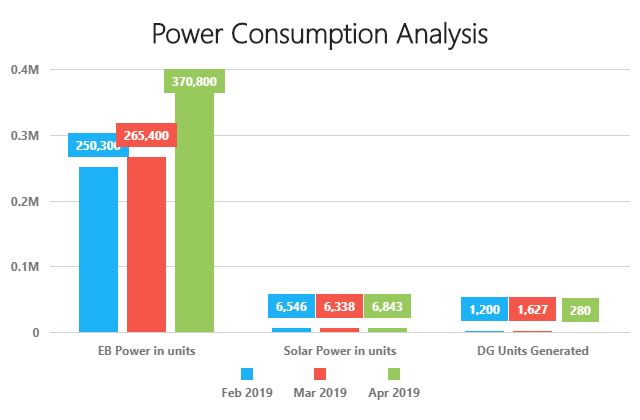 Power Consumption Analysis
0.4M
370,800
0.3M
250,300
265,400
0.2M
0.1M
6,546 6,338 6,843
1,200 1,627 280
0
EB Power in units Solar Power in units DG Units Generated
Feb 2019 Mar 2019 Apr 2019